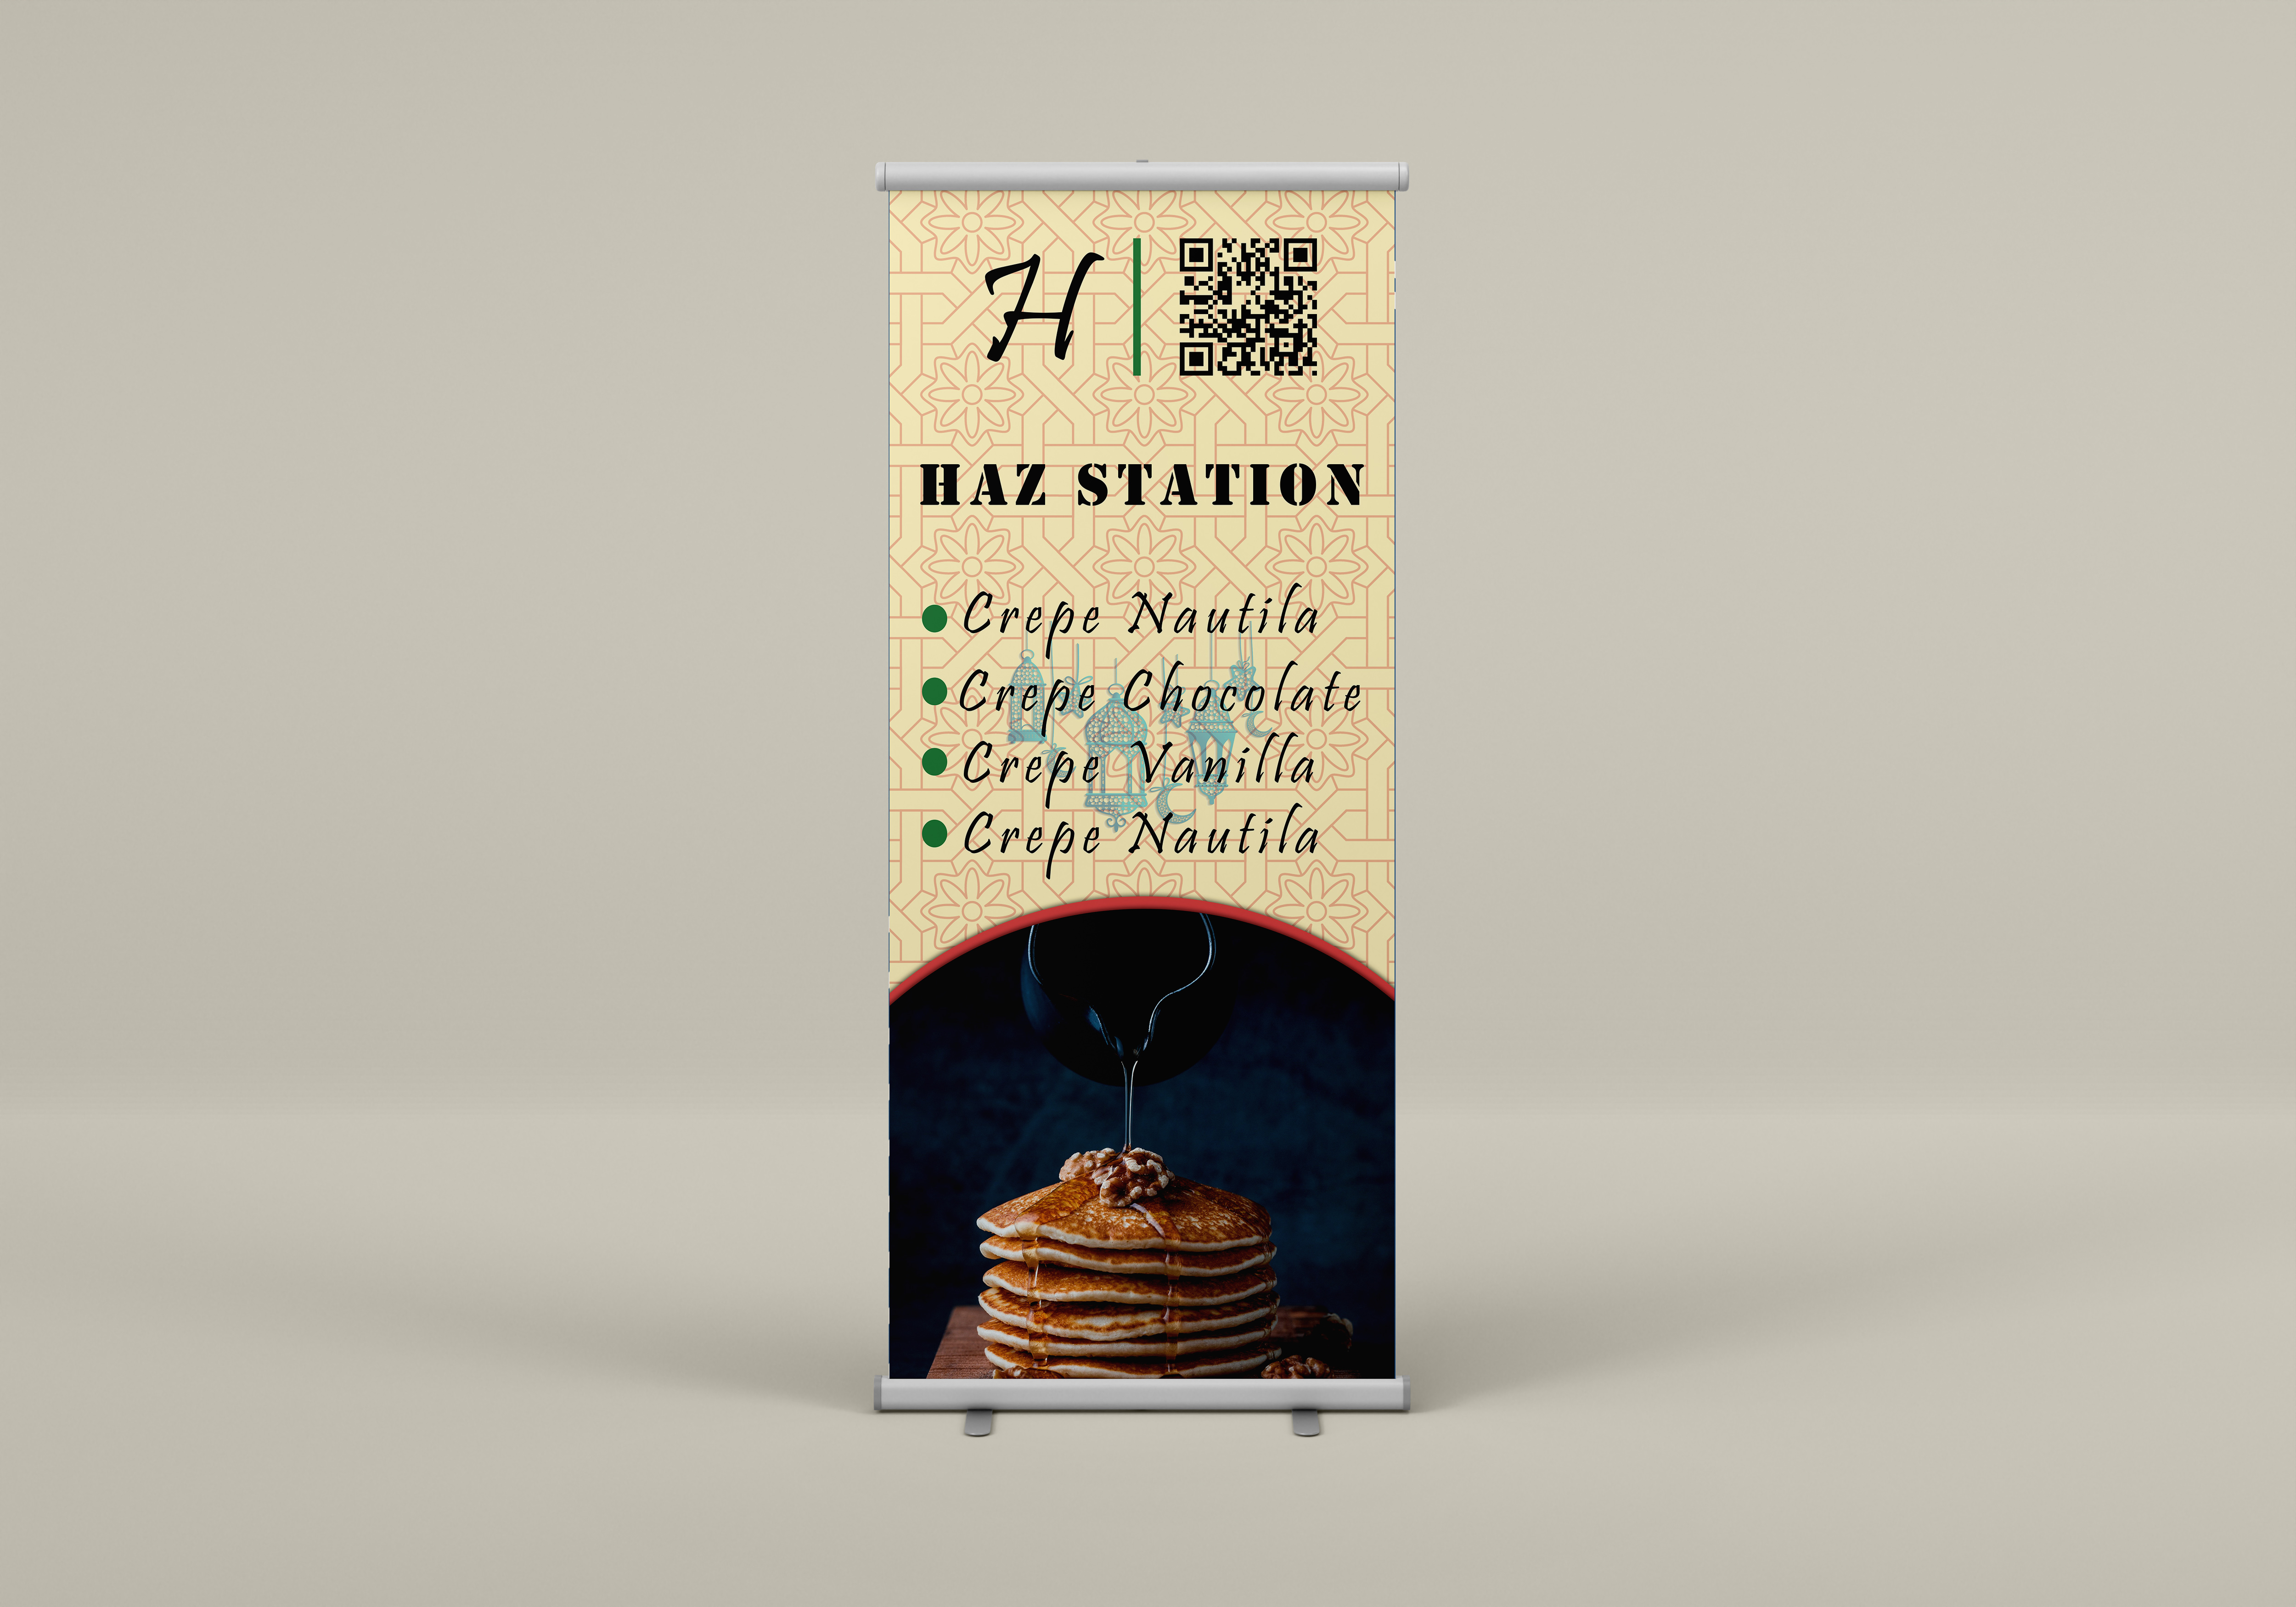 H
HAZ STATION
Crepe Nautila
Crepe Chocolate
Crepe Vanilla
Crepe Nautila